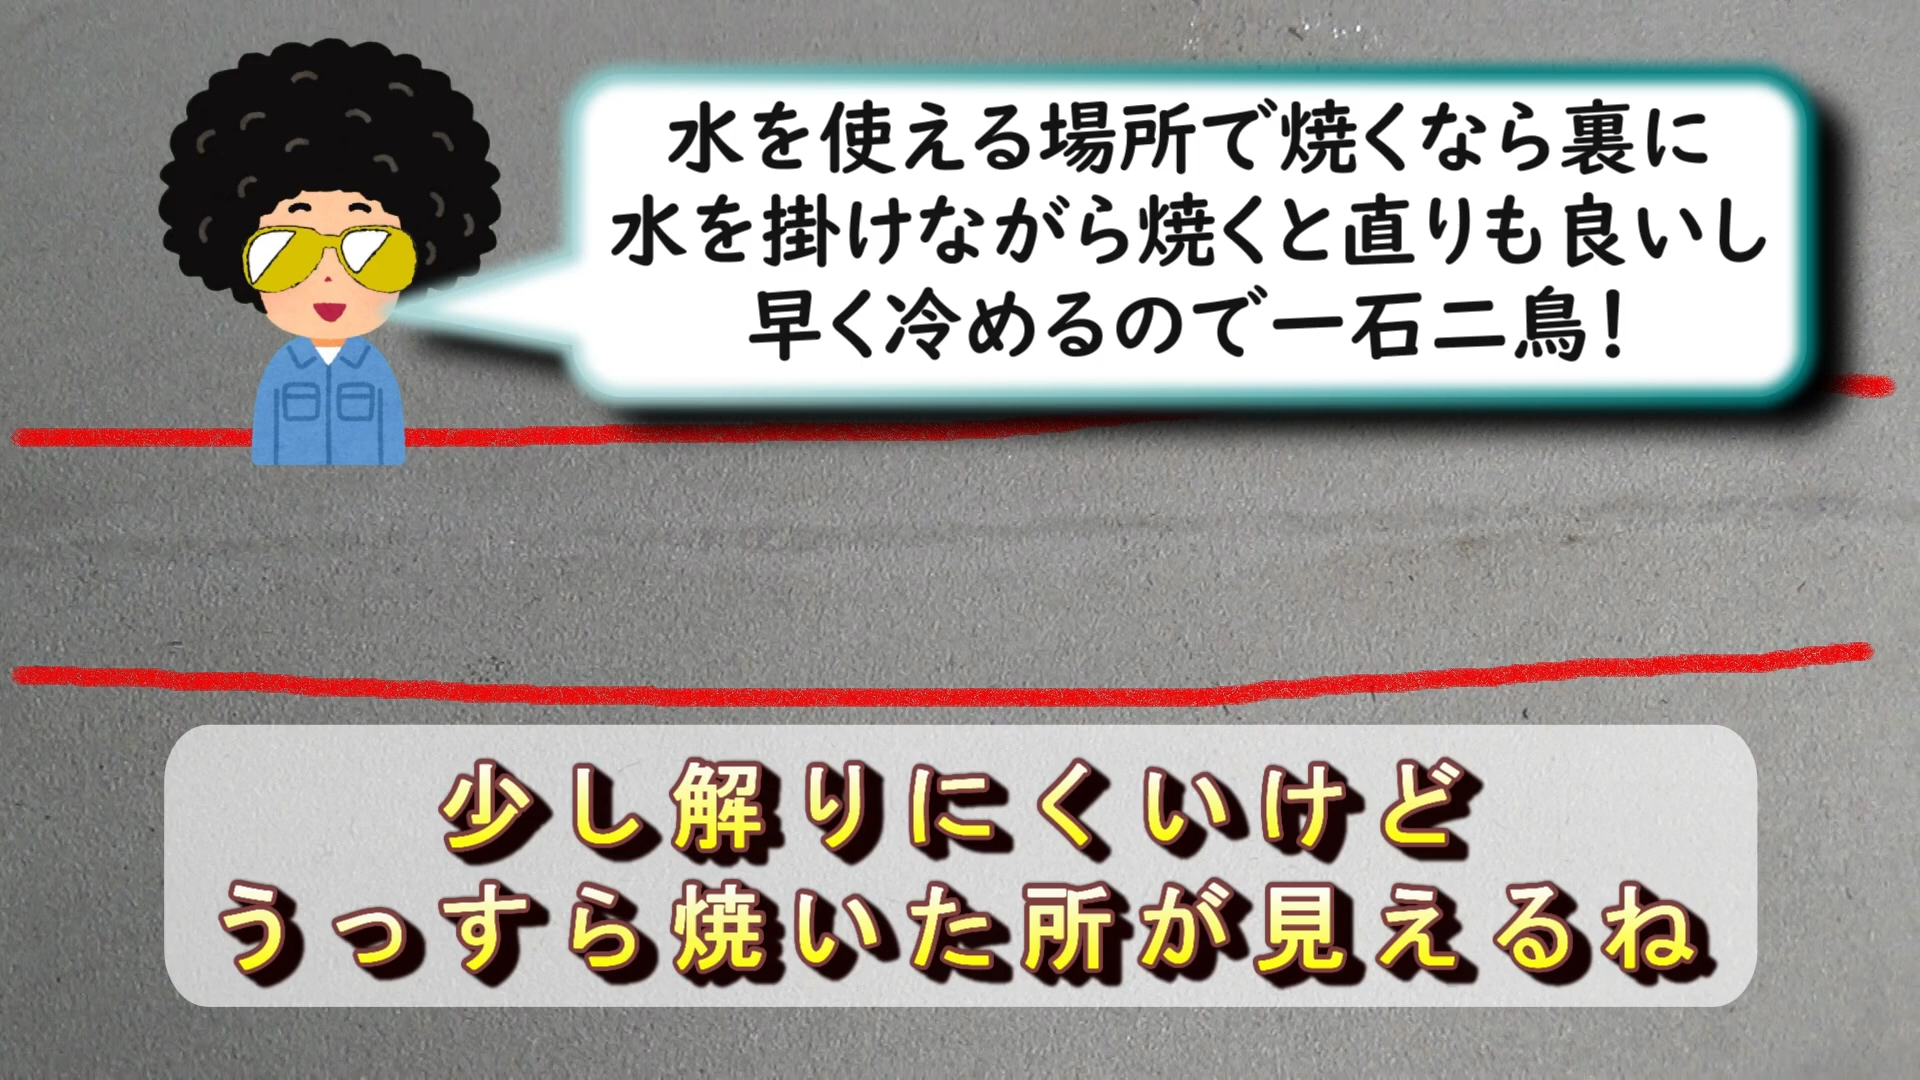 水を使える場所で焼くなら裏に
水を掛けながら焼くと直りも良いし
早く冷めるので一石二鳥！
少し解りにくいけど
うっすら焼いた所が見えるね